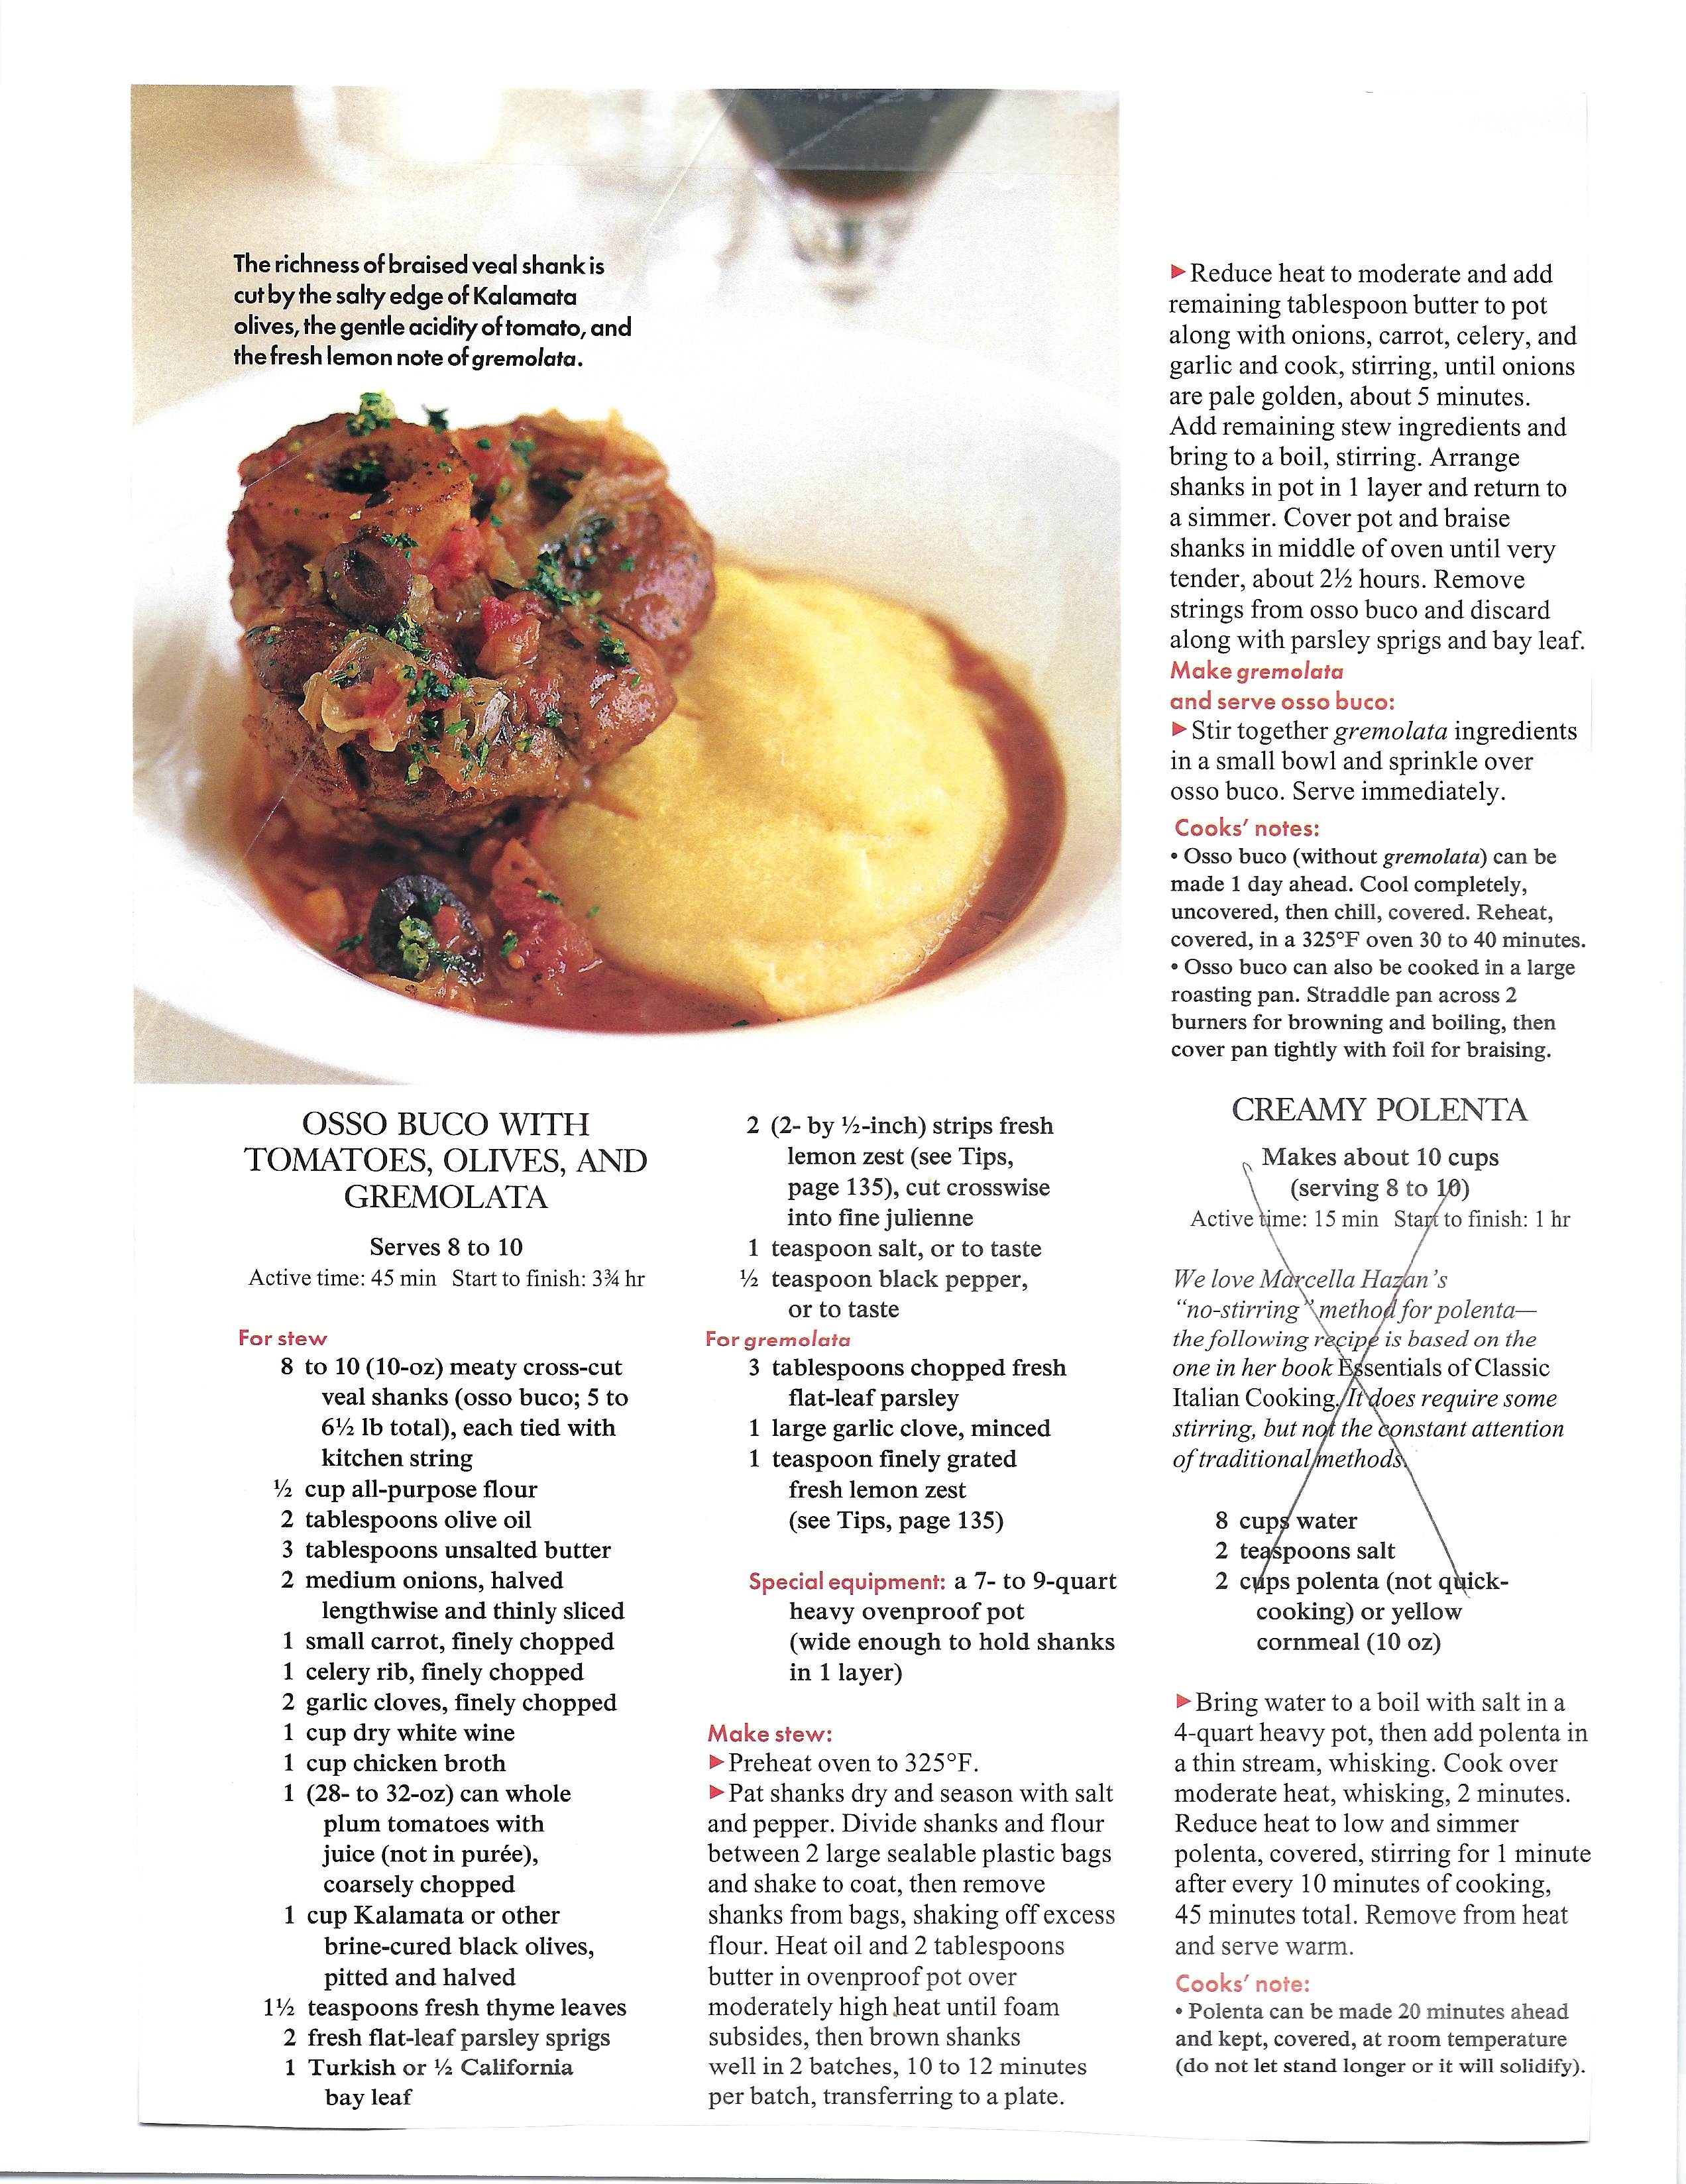 The richness of braised veal shank is
cut by the salty edge of Kalamata
olives, the gentle acidity of tomato, and
the fresh lemon note of gremolata.
OSSO BUCO WITH
TOMATOES, OLIVES, AND
GREMOLATA
Serves 8 to 10
Active time: 45 min Start to finish: 3¾ hr
For stew
8 to 10 (10-oz) meaty cross-cut
veal shanks (osso buco; 5 to
6½ lb total), each tied with
kitchen string
½ cup all-purpose flour
2 tablespoons olive oil
3 tablespoons unsalted butter
2 medium onions, halved
lengthwise and thinly sliced
1 small carrot, finely chopped
1 celery rib, finely chopped
2 garlic cloves, finely chopped
1 cup dry white wine
1 cup chicken broth
1 (28- to 32-oz) can whole
plum tomatoes with
juice (not in purée),
coarsely chopped
1 cup Kalamata or other
brine-cured black olives,
pitted and halved
1½ teaspoons fresh thyme leaves
2 fresh flat-leaf parsley sprigs
1 Turkish or ½ California
bay leaf
2 (2- by ½-inch) strips fresh
lemon zest (see Tips,
page 135), cut crosswise
into fine julienne
1 teaspoon salt, or to taste
½ teaspoon black pepper,
or to taste
For gremolata
3 tablespoons chopped fresh
flat-leaf parsley
1 large garlic clove, minced
1 teaspoon finely grated
fresh lemon zest
(see Tips, page 135)
Special equipment: a 7- to 9-quart
heavy ovenproof pot
(wide enough to hold shanks
in 1 layer)
Make stew:
►Preheat oven to 325°F.
►Pat shanks dry and season with salt
and pepper. Divide shanks and flour
between 2 large sealable plastic bags
and shake to coat, then remove
shanks from bags, shaking off excess
flour. Heat oil and 2 tablespoons
butter in ovenproof pot over
moderately high heat until foam
subsides, then brown shanks
well in 2 batches, 10 to 12 minutes
per batch, transferring to a plate.
►Reduce heat to moderate and add
remaining tablespoon butter to pot
along with onions, carrot, celery, and
garlic and cook, stirring, until onions
are pale golden, about 5 minutes.
Add remaining stew ingredients and
bring to a boil, stirring. Arrange
shanks in pot in 1 layer and return to
a simmer. Cover pot and braise
shanks in middle of oven until very
tender, about 2½ hours. Remove
strings from osso buco and discard
along with parsley sprigs and bay leaf.
Make gremolata
and serve osso buco:
►Stir together gremolata ingredients
in a small bowl and sprinkle over
osso buco. Serve immediately.
Cooks' notes:
• Osso buco (without gremolata) can be
made 1 day ahead. Cool completely,
uncovered, then chill, covered. Reheat,
covered, in a 325°F oven 30 to 40 minutes.
• Osso buco can also be cooked in a large
roasting pan. Straddle pan across 2
burners for browning and boiling, then
cover pan tightly with foil for braising.
CREAMY POLENTA
Makes about 10 cups
(serving 8 to 10)
Active time: 15 min Start to finish: 1 hr
We love Marcella Hazan's
"no-stirring" method for polenta—
the following recipe is based on the
one in her book Essentials of Classic
Italian Cooking. It does require some
stirring, but not the constant attention
of traditional methods.
8 cups water
2 teaspoons salt
2 cups polenta (not quick-
cooking) or yellow
cornmeal (10 oz)
►Bring water to a boil with salt in a
4-quart heavy pot, then add polenta in
a thin stream, whisking. Cook over
moderate heat, whisking, 2 minutes.
Reduce heat to low and simmer
polenta, covered, stirring for 1 minute
after every 10 minutes of cooking,
45 minutes total. Remove from heat
and serve warm.
Cooks' note:
• Polenta can be made 20 minutes ahead
and kept, covered, at room temperature
(do not let stand longer or it will solidify).